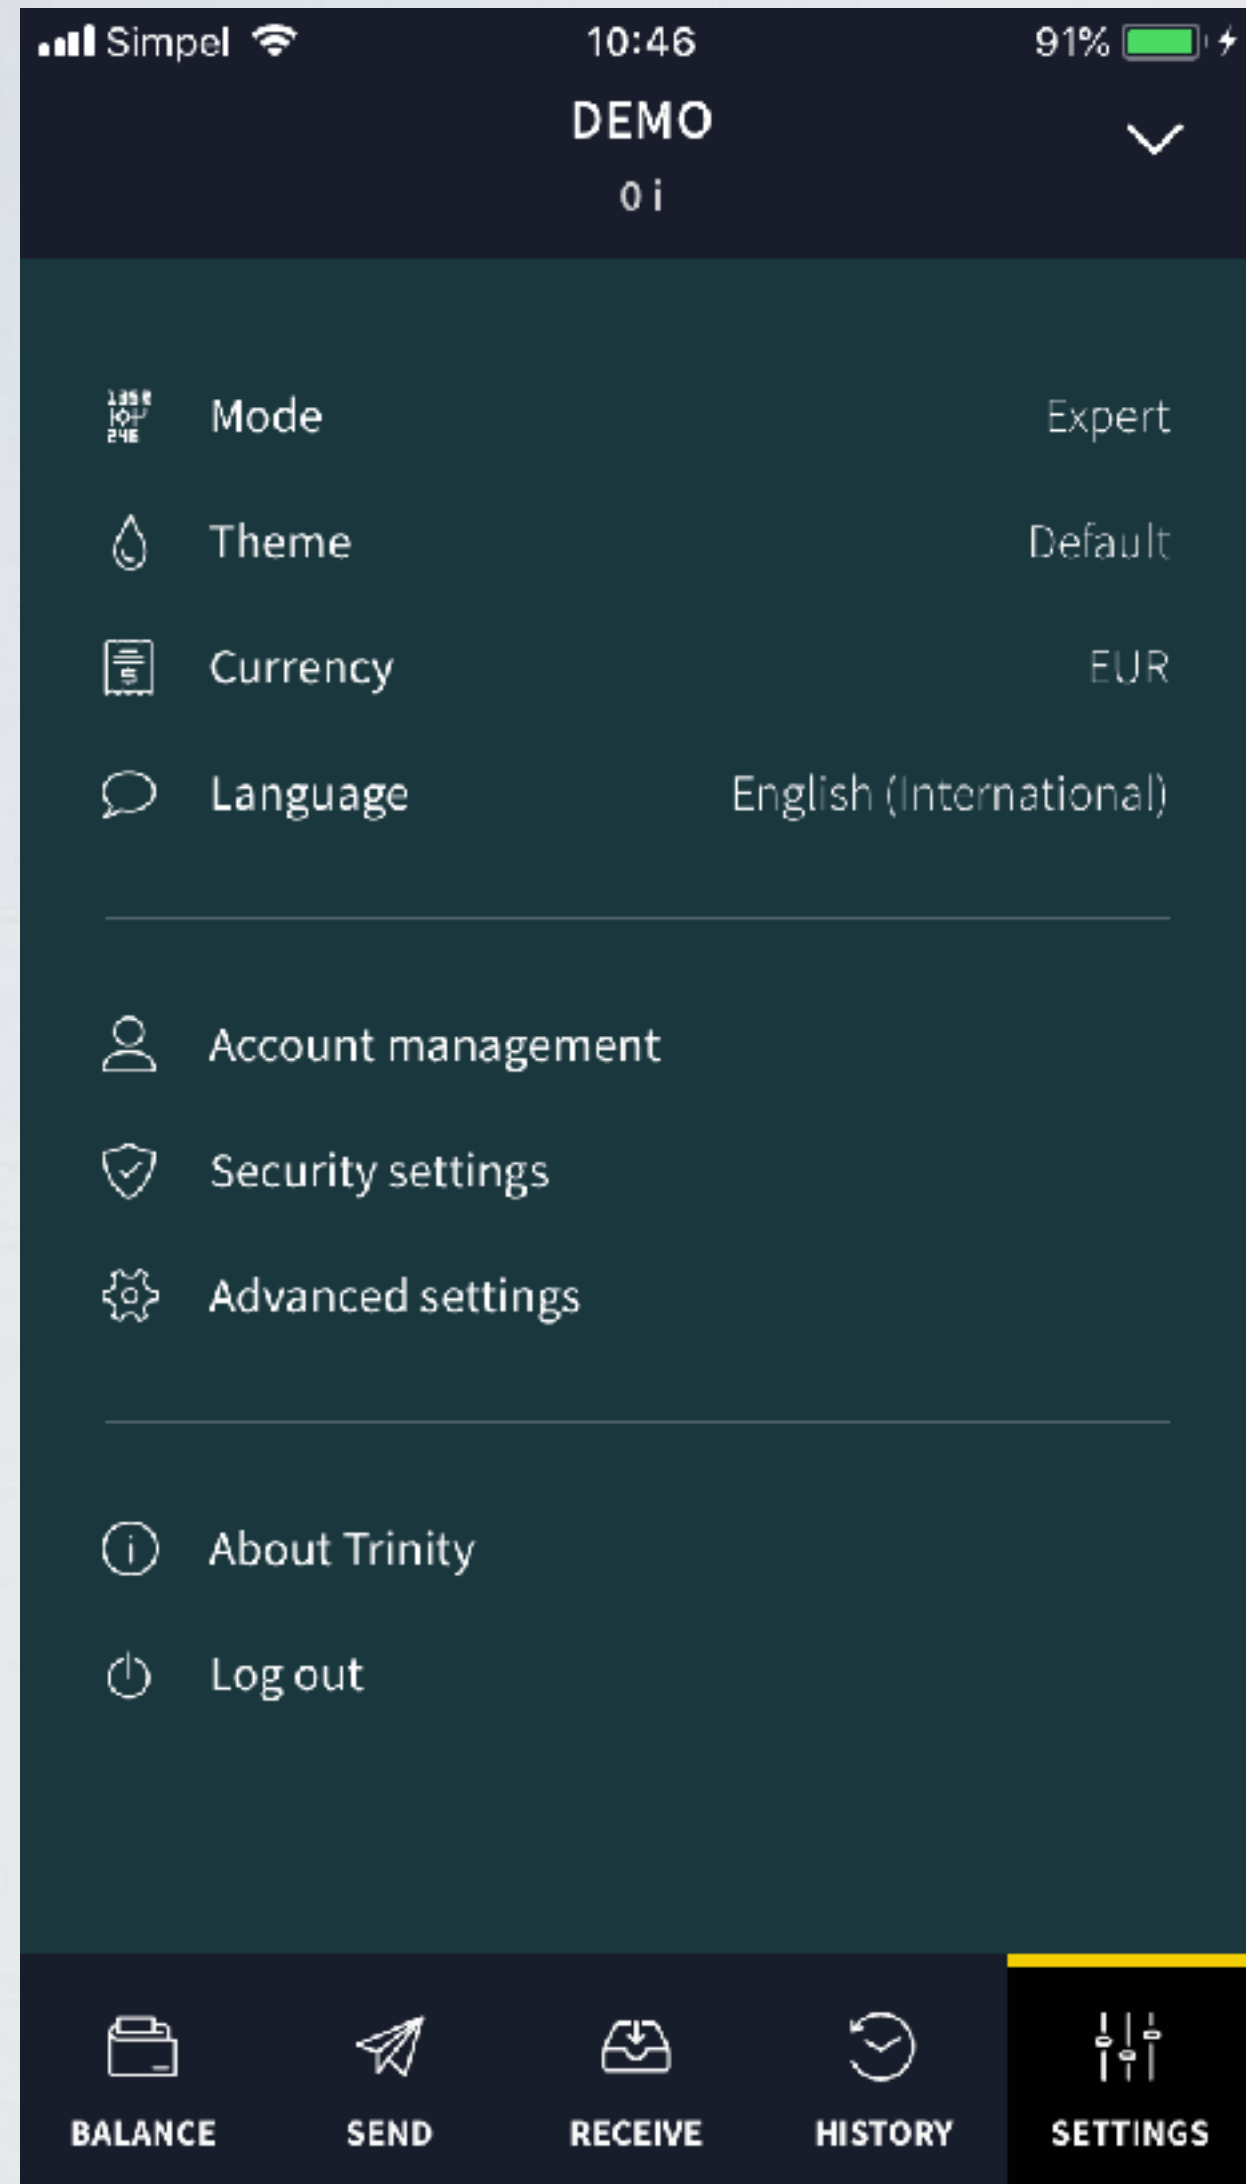 Simpel 10:46 91%
DEMO
0 i
Mode Expert
Theme Default
Currency EUR
Language English (International)
Account management
Security settings
Advanced settings
About Trinity
Log out
BALANCE SEND RECEIVE HISTORY SETTINGS